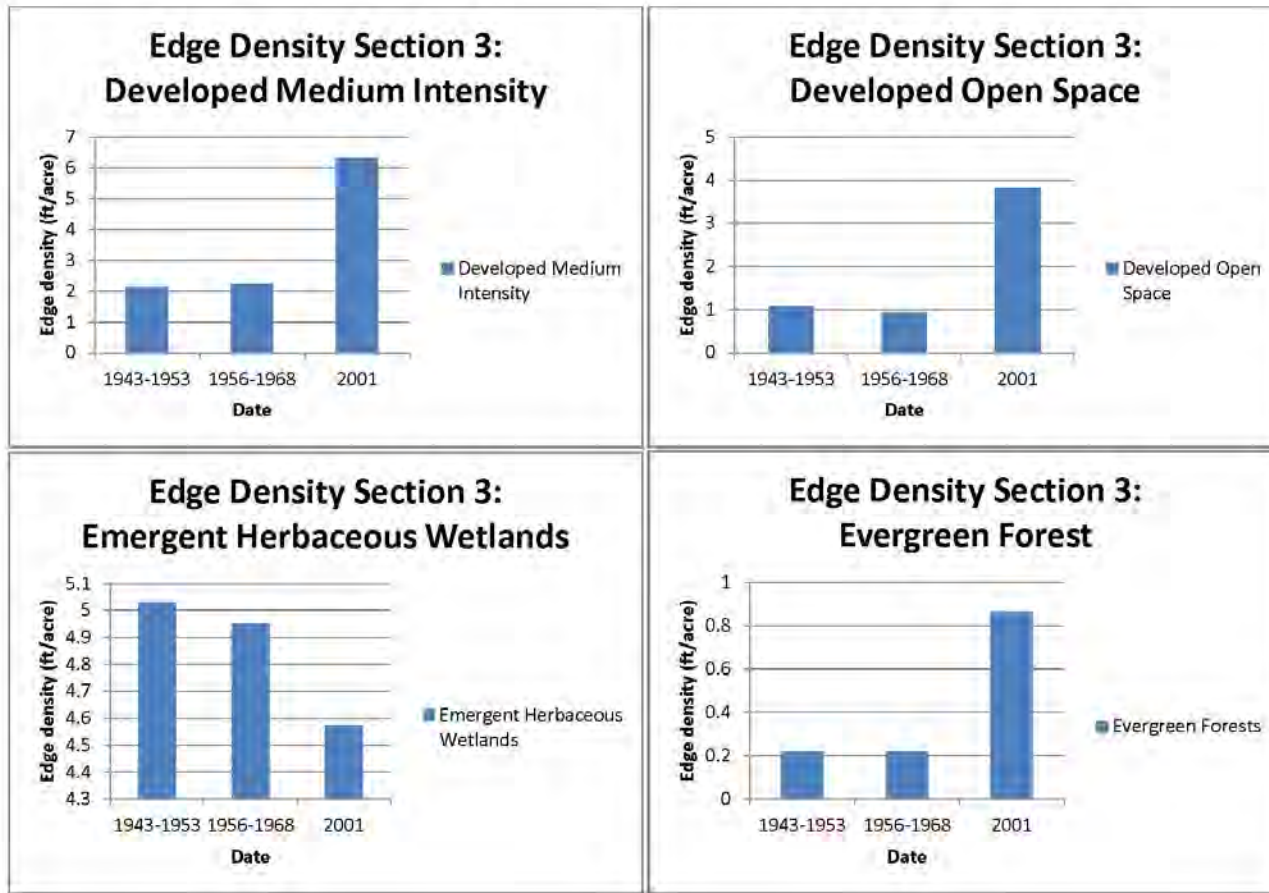 Edge Density Section 3:
Developed Medium Intensity
Edge density (ft/acre)
7
6
5
4
3
2
1
0
1943-1953 1956-1968 2001
Date
Developed Medium
Intensity
Edge Density Section 3:
Developed Open Space
Edge density (ft/acre)
5
4
3
2
1
0
1943-1953 1956-1968 2001
Date
Developed Open
Space
Edge Density Section 3:
Emergent Herbaceous Wetlands
Edge density (ft/acre)
5.1
5
4.9
4.8
4.7
4.6
4.5
4.4
4.3
1943-1953 1956-1968 2001
Date
Emergent Herbaceous
Wetlands
Edge Density Section 3:
Evergreen Forest
Edge density (ft/acre)
1
0.8
0.6
0.4
0.2
0
1943-1953 1956-1968 2001
Date
Evergreen Forests